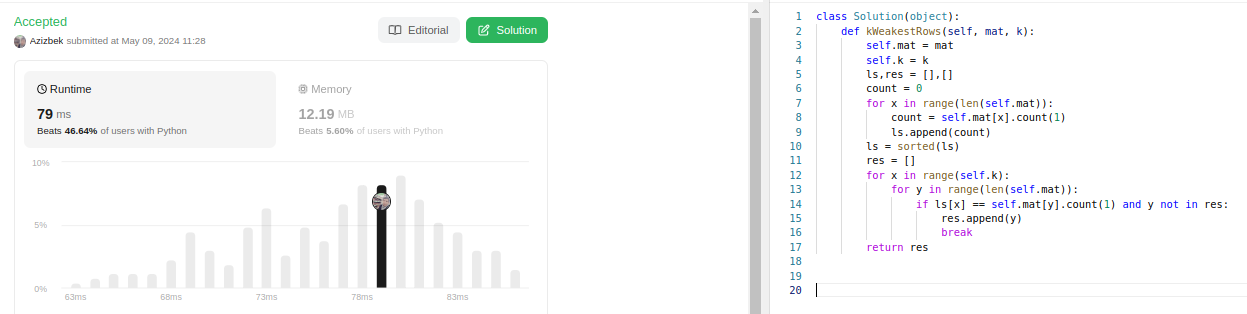 Accepted
Azizbek submitted at May 09, 2024 11:28
Editorial
Solution
Runtime
79 ms
Beats 46.64% of users with Python
Memory
12.19 MB
Beats 5.60% of users with Python
10%
5%
0%
63ms 68ms 73ms 78ms 83ms
1 class Solution(object):
2     def kWeakestRows(self, mat, k):
3         self.mat = mat
4         self.k = k
5         ls,res = [],[]
6         count = 0
7         for x in range(len(self.mat)):
8             count = self.mat[x].count(1)
9             ls.append(count)
10         ls = sorted(ls)
11         res = []
12         for x in range(self.k):
13             for y in range(len(self.mat)):
14                 if ls[x] == self.mat[y].count(1) and y not in res:
15                     res.append(y)
16                     break
17         return res
18
19
20